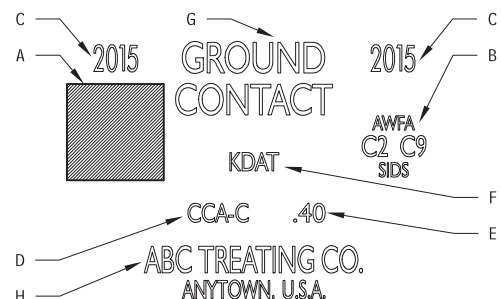 C G C
2015 GROUND 2015
A CONTACT B
AWFA
C2 C9
SIDS
KDAT
F
CCA-C .40
D E
ABC TREATING CO.
H ANYTOWN, U.S.A.